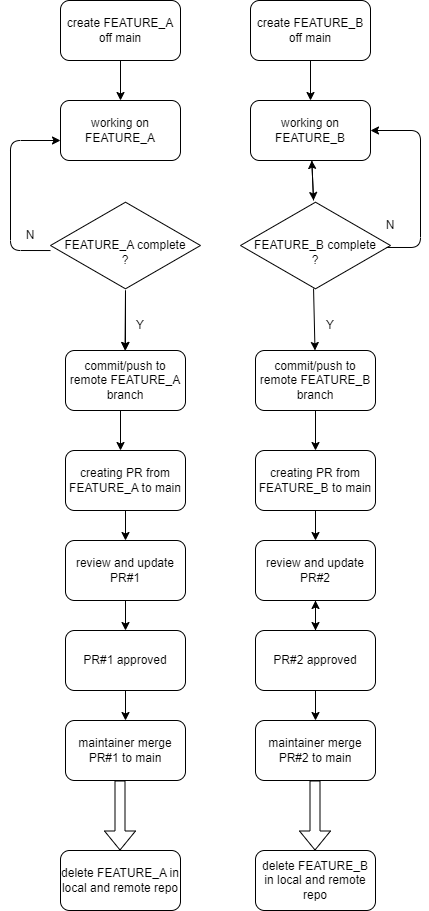 create FEATURE_A
off main
working on
FEATURE_A
N
FEATURE_A complete
?
Y
commit/push to
remote FEATURE_A
branch
creating PR from
FEATURE_A to main
review and update
PR#1
PR#1 approved
maintainer merge
PR#1 to main
delete FEATURE_A in
local and remote repo
create FEATURE_B
off main
working on
FEATURE_B
N
FEATURE_B complete
?
Y
commit/push to
remote FEATURE_B
branch
creating PR from
FEATURE_B to main
review and update
PR#2
PR#2 approved
maintainer merge
PR#2 to main
delete FEATURE_B
in local and remote
repo